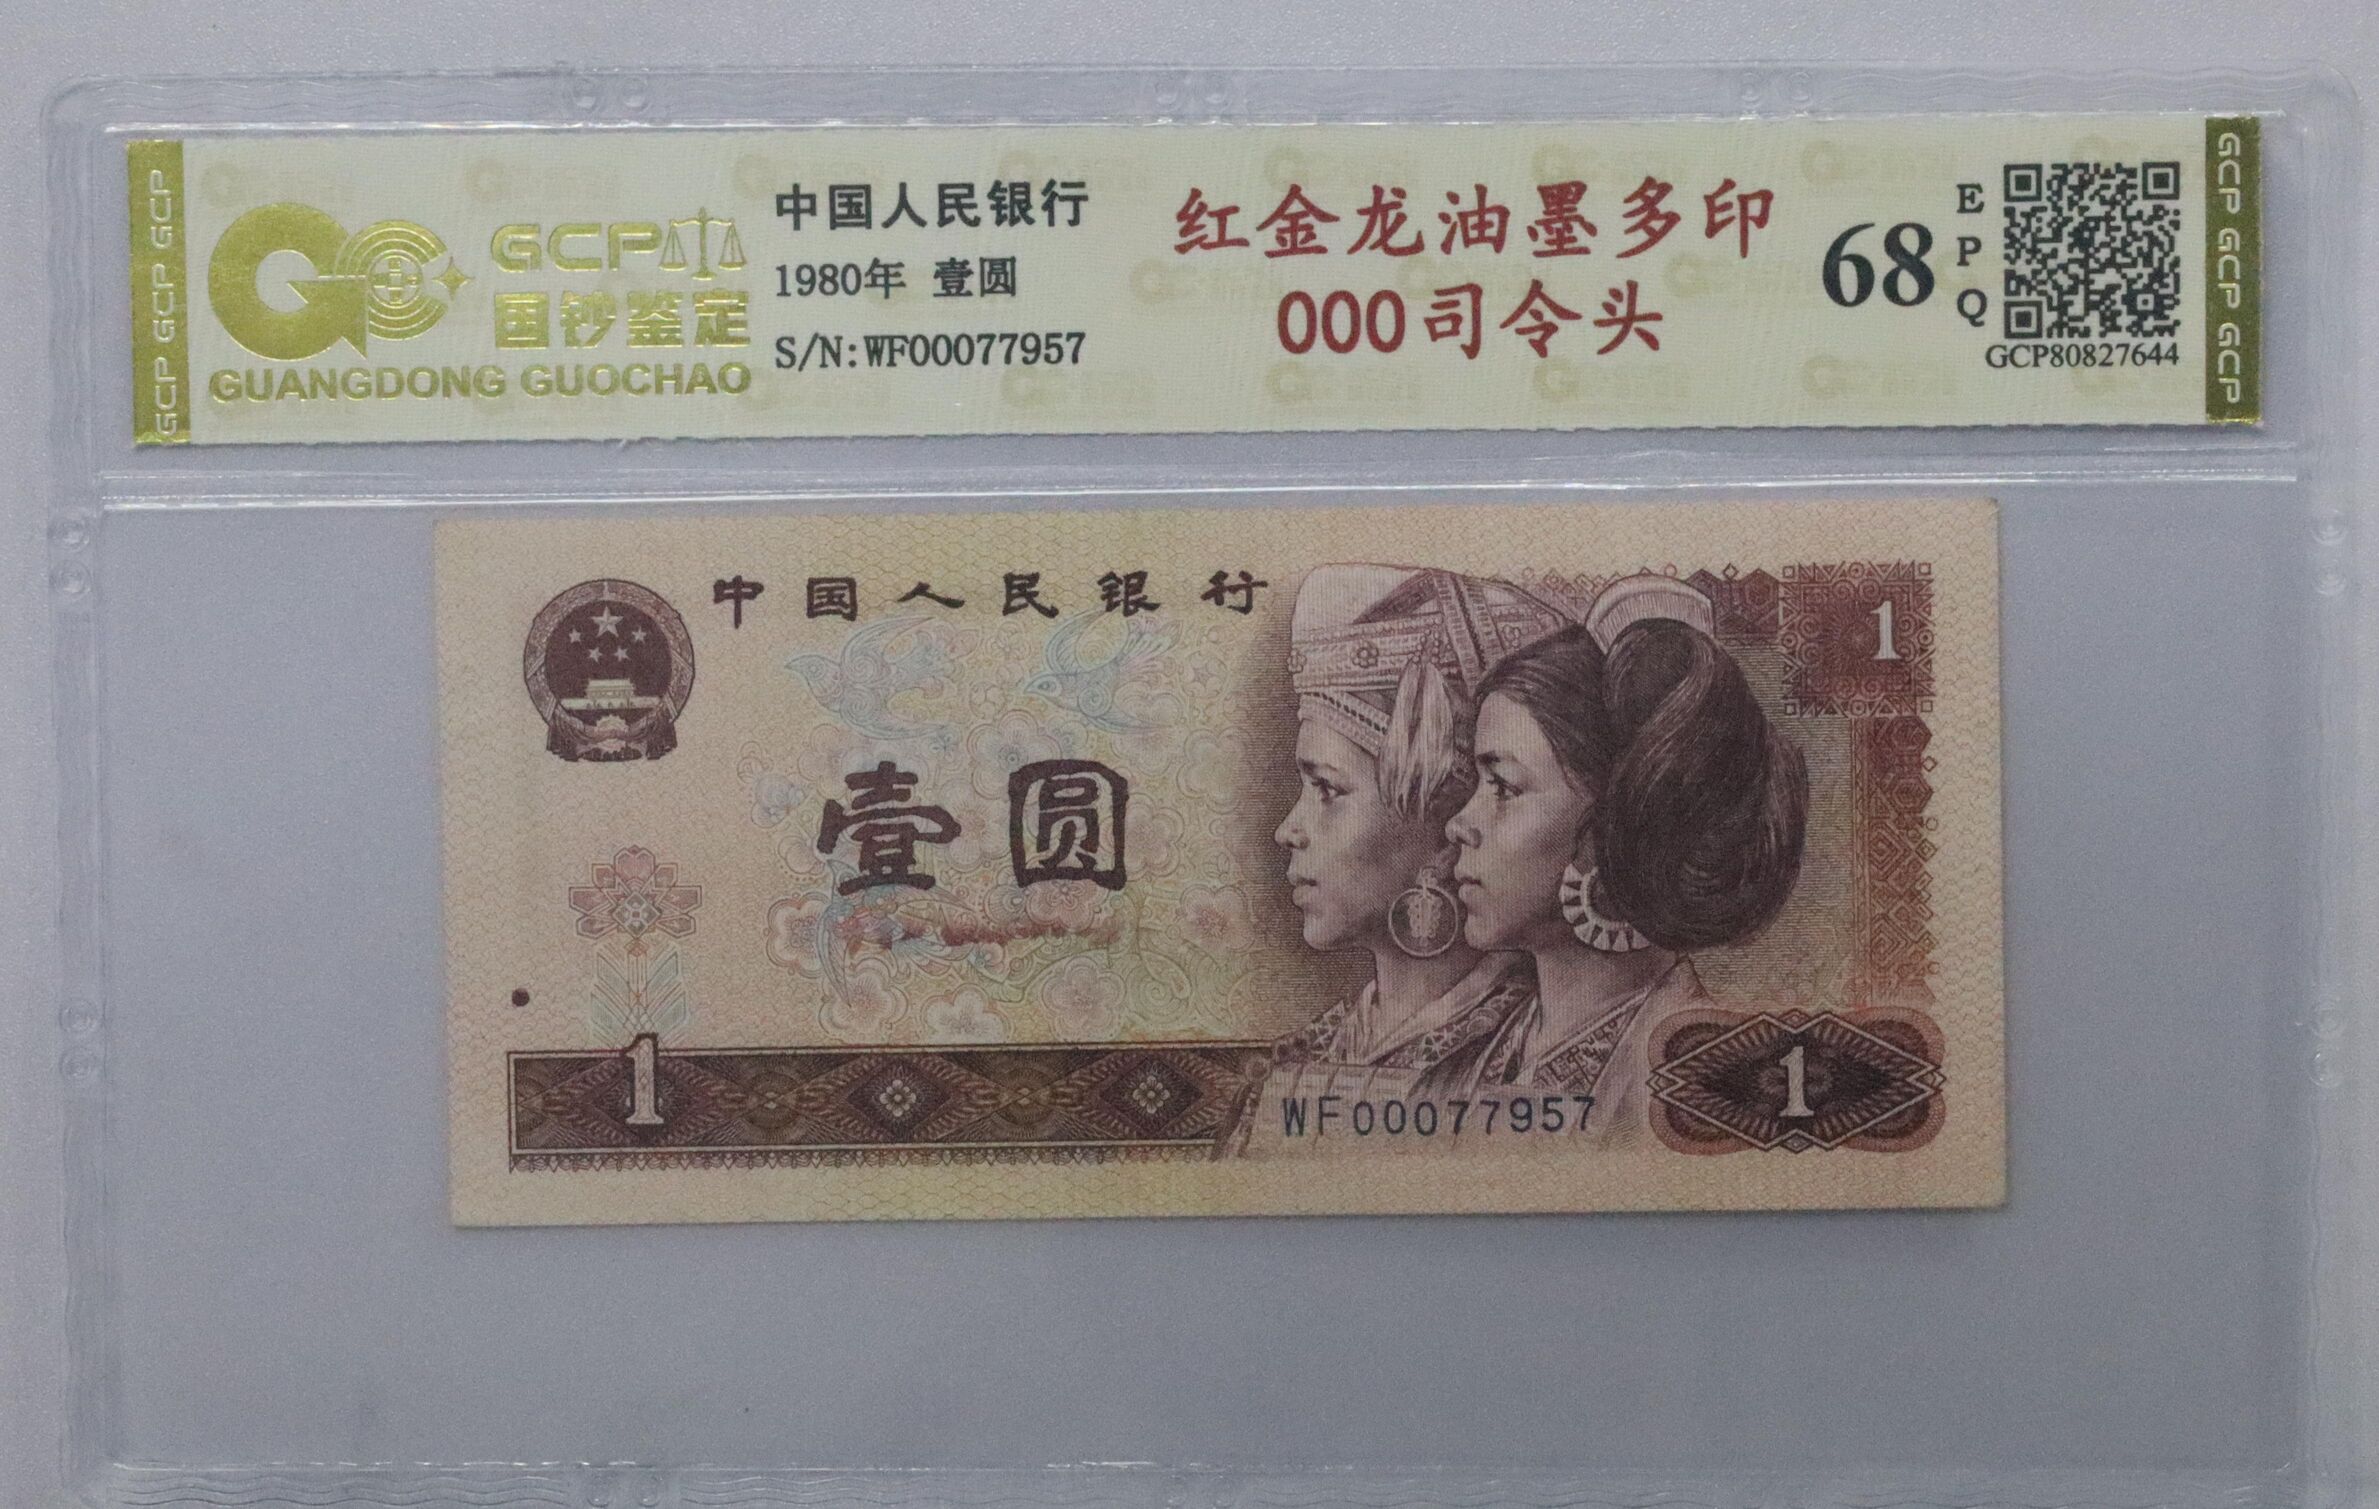 GCP GCP GCP
GCP
国钞鉴定
GUANGDONG GUOCHAO
中国人民银行
1980年 壹圆
S/N:WF00077957
红金龙油墨多印
000司令头
68
EPQ
GCP80827644
GCP GCP GCP
中国人民银行
1
壹圆
1
WF00077957
1